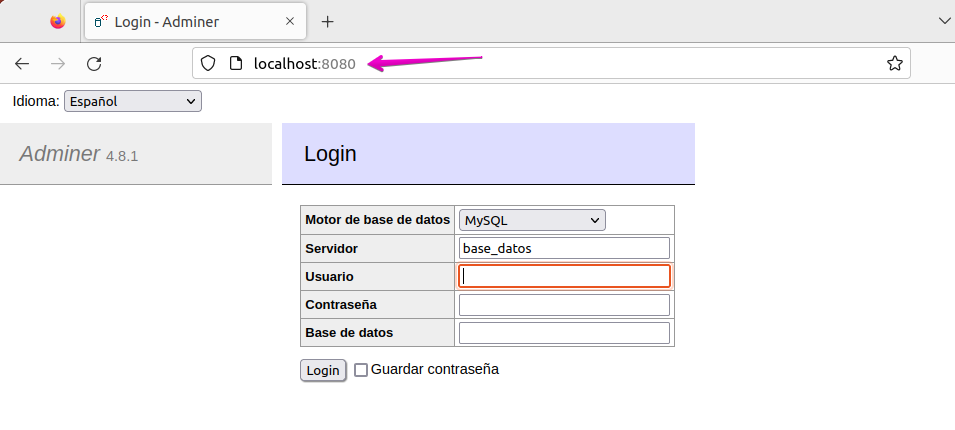 Login - Adminer
localhost:8080
Idioma: Español
Adminer 4.8.1
Login
Motor de base de datos MySQL
Servidor base_datos
Usuario
Contraseña
Base de datos
Login Guardar contraseña